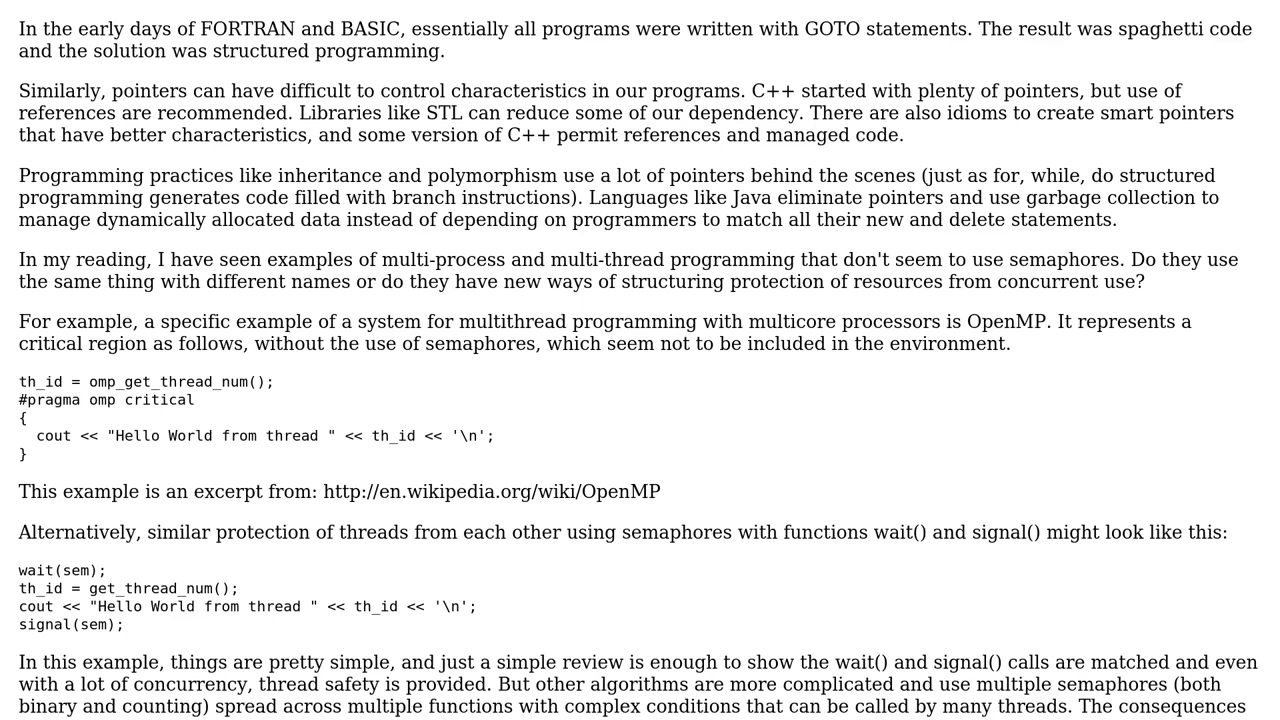 In the early days of FORTRAN and BASIC, essentially all programs were written with GOTO statements. The result was spaghetti code
and the solution was structured programming.
Similarly, pointers can have difficult to control characteristics in our programs. C++ started with plenty of pointers, but use of
references are recommended. Libraries like STL can reduce some of our dependency. There are also idioms to create smart pointers
that have better characteristics, and some version of C++ permit references and managed code.
Programming practices like inheritance and polymorphism use a lot of pointers behind the scenes (just as for, while, do structured
programming generates code filled with branch instructions). Languages like Java eliminate pointers and use garbage collection to
manage dynamically allocated data instead of depending on programmers to match all their new and delete statements.
In my reading, I have seen examples of multi-process and multi-thread programming that don't seem to use semaphores. Do they use
the same thing with different names or do they have new ways of structuring protection of resources from concurrent use?
For example, a specific example of a system for multithread programming with multicore processors is OpenMP. It represents a
critical region as follows, without the use of semaphores, which seem not to be included in the environment.
th_id = omp_get_thread_num();
#pragma omp critical
{
  cout << "Hello World from thread " << th_id << '\n';
}
This example is an excerpt from: http://en.wikipedia.org/wiki/OpenMP
Alternatively, similar protection of threads from each other using semaphores with functions wait() and signal() might look like this:
wait(sem);
th_id = get_thread_num();
cout << "Hello World from thread " << th_id << '\n';
signal(sem);
In this example, things are pretty simple, and just a simple review is enough to show the wait() and signal() calls are matched and even
with a lot of concurrency, thread safety is provided. But other algorithms are more complicated and use multiple semaphores (both
binary and counting) spread across multiple functions with complex conditions that can be called by many threads. The consequences